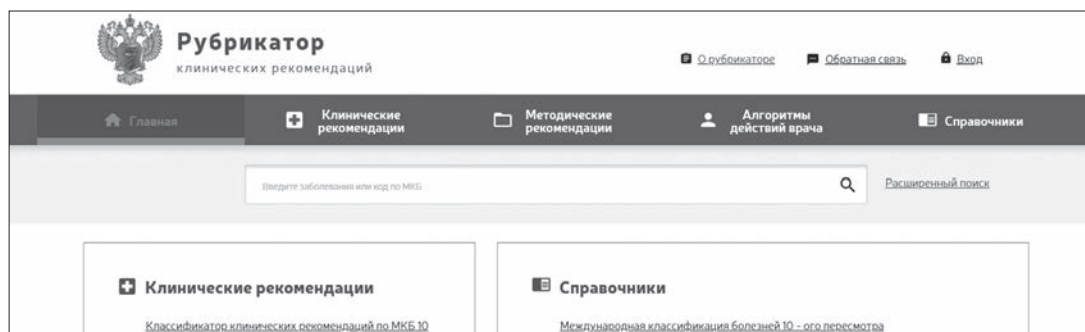 Рубрикатор
клинических рекомендаций
О рубрикаторе Обратная связь Вход
Главная Клинические рекомендации Методические рекомендации Алгоритмы действий врача Справочники
Введите заболевания или код по МКБ
Расширенный поиск
Клинические рекомендации
Классификатор клинических рекомендаций по МКБ 10
Справочники
Международная классификация болезней 10 - ого пересмотра